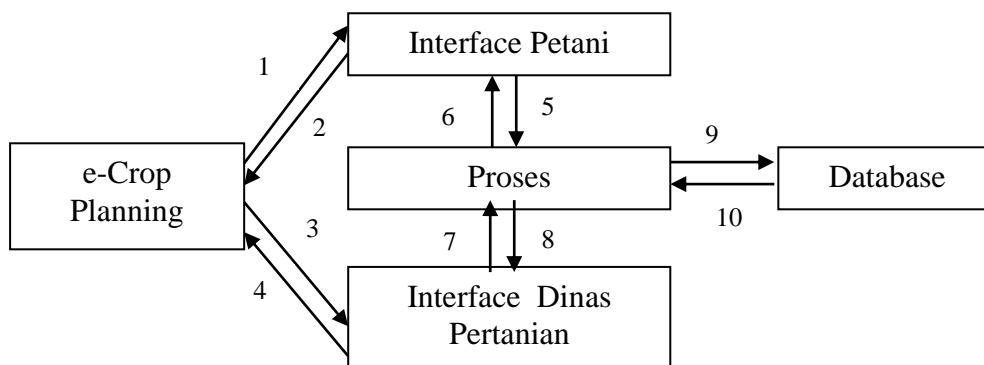 Interface Petani
1
2
6
5
9
e-Crop
Planning
Proses
Database
3
10
7
8
4
Interface Dinas
Pertanian